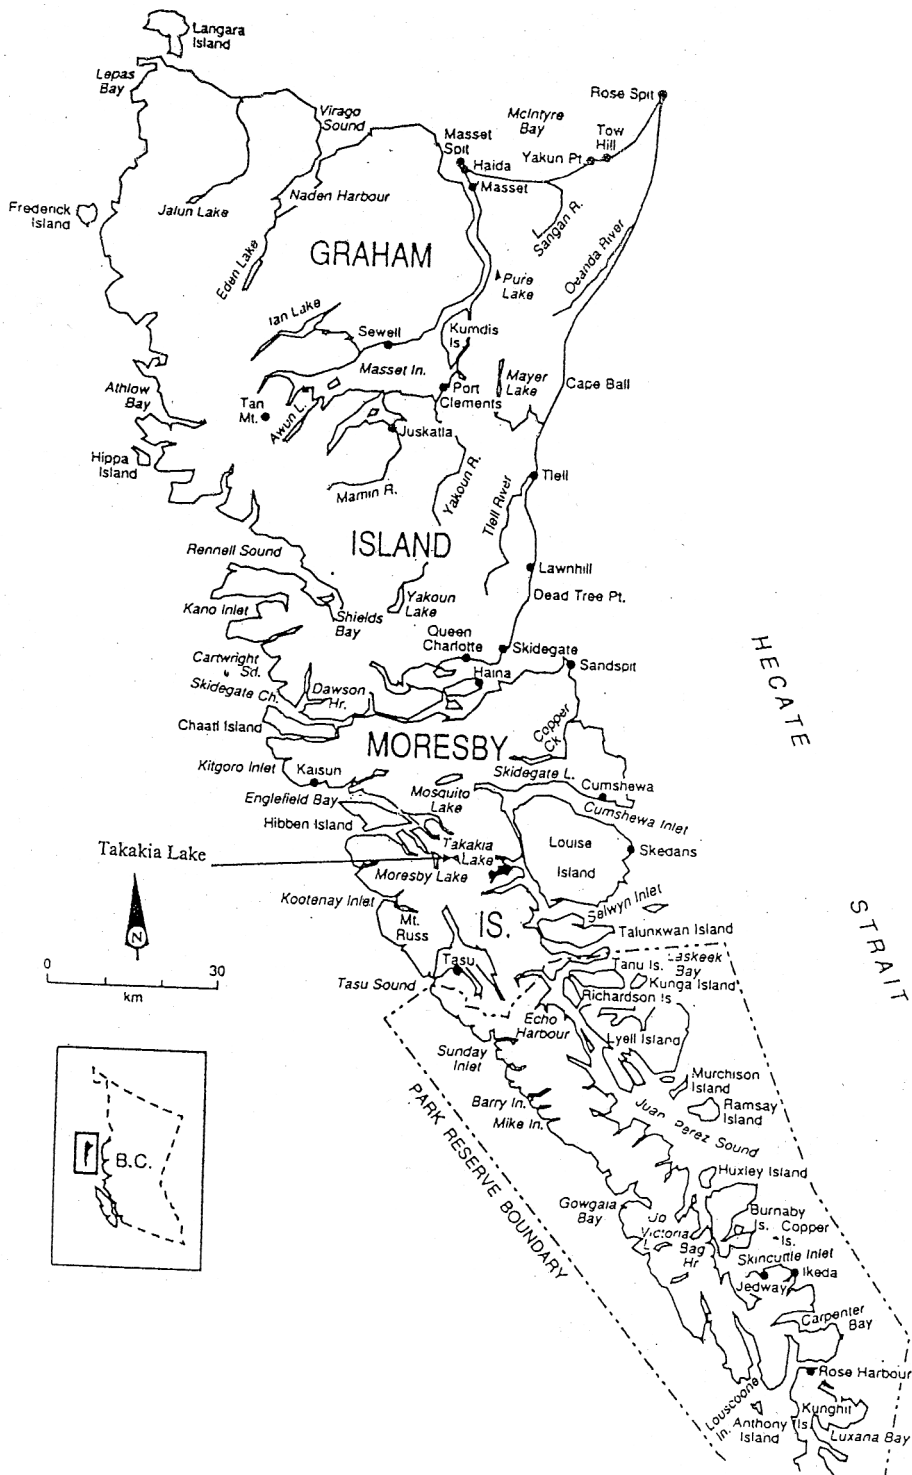 Langara
Island
Lepas
Bay
Virago
Sound
McIntyre
Bay
Rose Spit
Tow
Hill
Masset
Spit
Yakun Pt.
Haida
Masset
Naden Harbour
Jalun Lake
Frederick
Island
Sangan R.
Oeanda River
Eden Lake
GRAHAM
Pure
Lake
Ian Lake
Sewell
Kumdis
Is.
Masset In.
Mayer
Lake
Cape Ball
Port
Clements
Athlow
Bay
Tan
Mt.
Awun L.
Juskatla
Hippa
Island
Mamin R.
Yakoun R.
Tlell
Tlell River
ISLAND
Rennell Sound
Lawnhill
Dead Tree Pt.
Yakoun
Lake
Kano Inlet
Shields
Bay
Queen
Charlotte
Skidegate
Sandspit
Cartwright
Sd.
Haina
Skidegate Ch.
Dawson
Hr.
Chaatl Island
Copper
Ck
HECATE
MORESBY
Kitgoro Inlet
Kaisun
Skidegate L.
Cumshewa
Mosquito
Lake
Englefield Bay
Cumshewa Inlet
Hibben Island
Takakia
Lake
Louise
Island
Skedans
Takakia Lake
Moresby Lake
Kootenay Inlet
Selwyn Inlet
Mt.
Russ
IS.
Talunkwan Island
STRAIT
N
0 30
km
Tasu
Tasu Sound
Laskeek
Bay
Tanu Is.
Kunga Island
Richardson Is
Echo
Harbour
Lyell Island
Sunday
Inlet
Murchison
Island
Barry In.
Ramsay
Island
Mike In.
Juan Perez Sound
PARK RESERVE BOUNDARY
B.C.
Huxley Island
Gowgaia
Bay
Burnaby
Is.
Copper
Is.
Jo
Victoria
L
Bag
Hr
Skincuttle Inlet
Ikeda
Jedway
Carpenter
Bay
Rose Harbour
Louscoone
In.
Kunghit
Is.
Anthony
Island
Luxana Bay